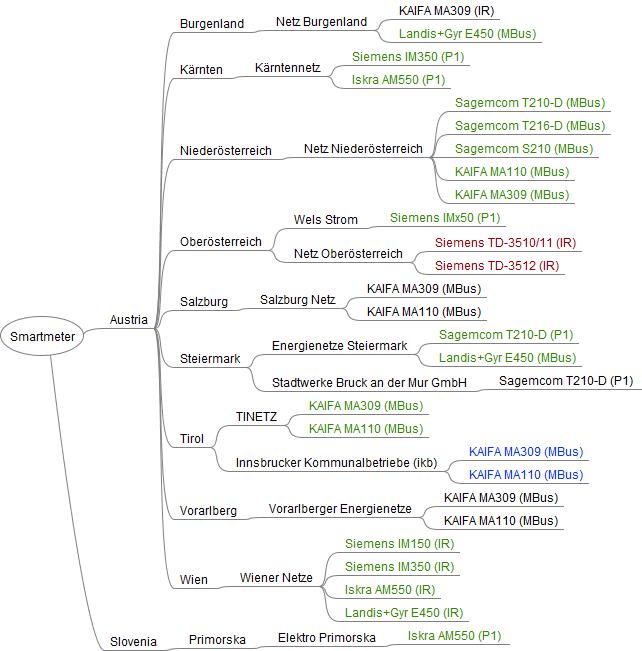 Smartmeter
Austria
Burgenland
Netz Burgenland
KAIFA MA309 (IR)
Landis+Gyr E450 (MBus)
Kärnten
Kärntennetz
Siemens IM350 (P1)
Iskra AM550 (P1)
Niederösterreich
Netz Niederösterreich
Sagemcom T210-D (MBus)
Sagemcom T216-D (MBus)
Sagemcom S210 (MBus)
KAIFA MA110 (MBus)
KAIFA MA309 (MBus)
Oberösterreich
Wels Strom
Siemens IMx50 (P1)
Netz Oberösterreich
Siemens TD-3510/11 (IR)
Siemens TD-3512 (IR)
Salzburg
Salzburg Netz
KAIFA MA309 (MBus)
KAIFA MA110 (MBus)
Steiermark
Energienetze Steiermark
Sagemcom T210-D (P1)
Landis+Gyr E450 (MBus)
Stadtwerke Bruck an der Mur GmbH
Sagemcom T210-D (P1)
Tirol
TINETZ
KAIFA MA309 (MBus)
KAIFA MA110 (MBus)
Innsbrucker Kommunalbetriebe (ikb)
KAIFA MA309 (MBus)
KAIFA MA110 (MBus)
Vorarlberg
Vorarlberger Energienetze
KAIFA MA309 (MBus)
KAIFA MA110 (MBus)
Wien
Wiener Netze
Siemens IM150 (IR)
Siemens IM350 (IR)
Iskra AM550 (IR)
Landis+Gyr E450 (IR)
Slovenia
Primorska
Elektro Primorska
Iskra AM550 (P1)